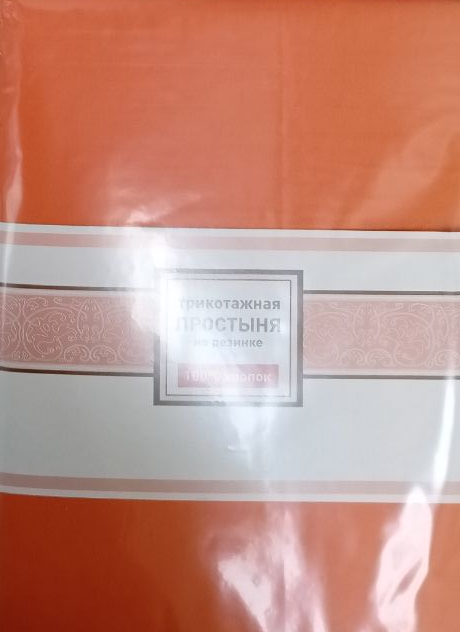 трикотажная
ПРОСТЫНЯ
на резинке
100% хлопок